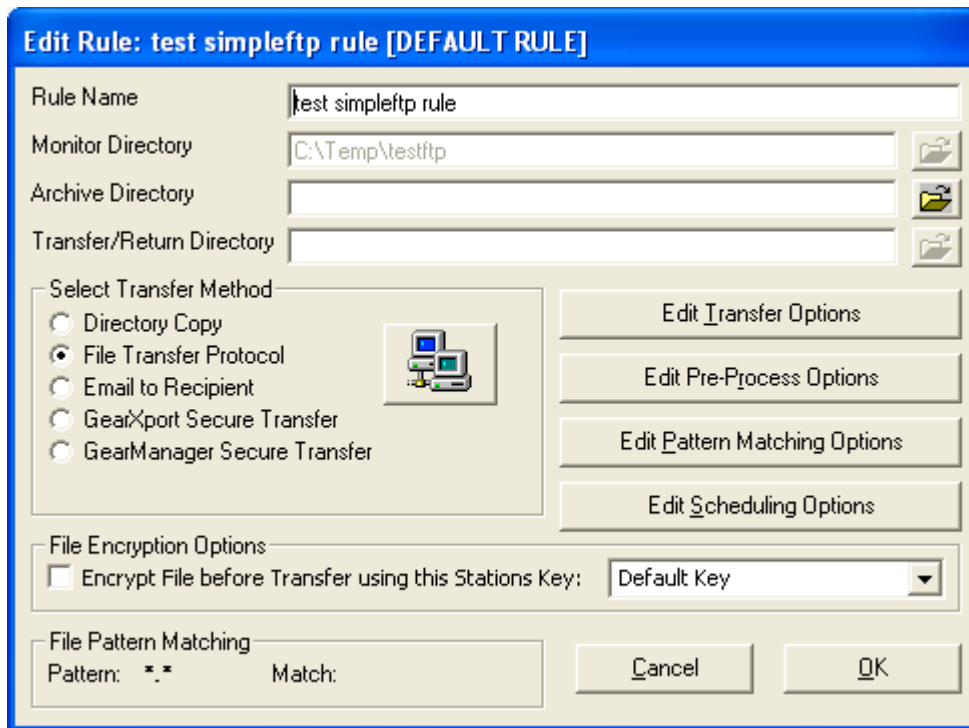 Edit Rule: test simpleftp rule [DEFAULT RULE]
Rule Name test simpleftp rule
Monitor Directory C:\Temp\testftp
Archive Directory
Transfer/Return Directory
Select Transfer Method
Directory Copy
File Transfer Protocol
Email to Recipient
GearXport Secure Transfer
GearManager Secure Transfer
Edit Transfer Options
Edit Pre-Process Options
Edit Pattern Matching Options
Edit Scheduling Options
File Encryption Options
Encrypt File before Transfer using this Stations Key: Default Key
File Pattern Matching
Pattern: *.* Match:
Cancel OK